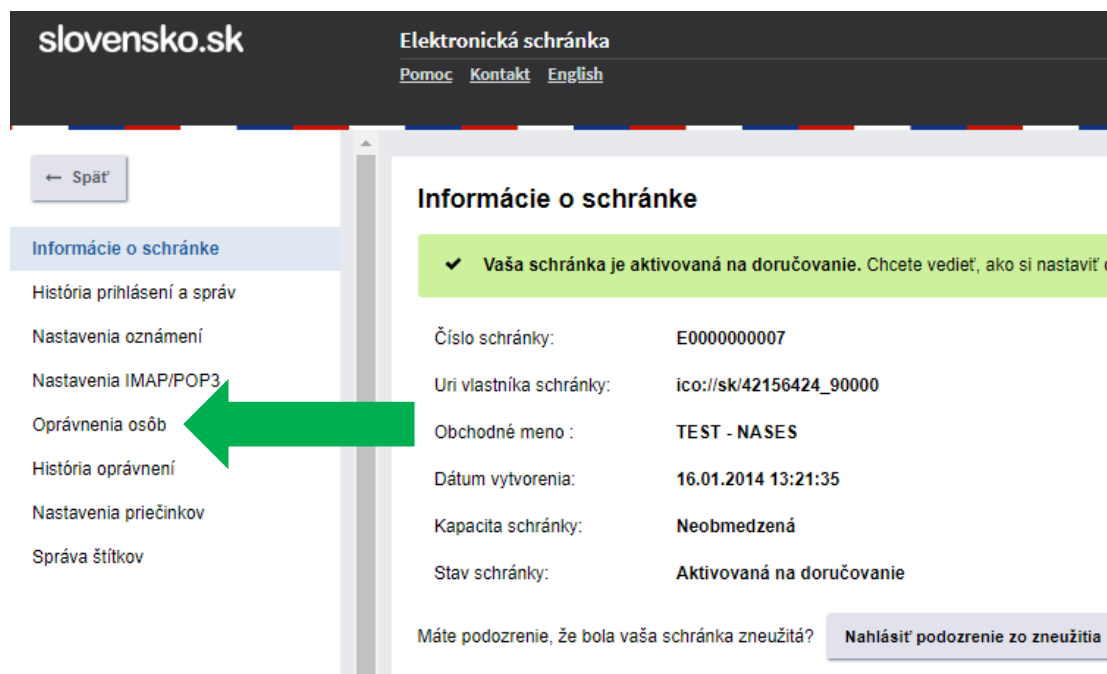 slovensko.sk
Elektronická schránka
Pomoc Kontakt English
← Späť
Informácie o schránke
História prihlásení a správ
Nastavenia oznámení
Nastavenia IMAP/POP3
Oprávnenia osôb
História oprávnení
Nastavenia priečinkov
Správa štítkov
Informácie o schránke
✔ Vaša schránka je aktivovaná na doručovanie. Chcete vedieť, ako si nastaviť
Číslo schránky: E0000000007
Uri vlastníka schránky: ico://sk/42156424_90000
Obchodné meno : TEST - NASES
Dátum vytvorenia: 16.01.2014 13:21:35
Kapacita schránky: Neobmedzená
Stav schránky: Aktivovaná na doručovanie
Máte podozrenie, že bola vaša schránka zneužitá? Nahlásiť podozrenie zo zneužitia